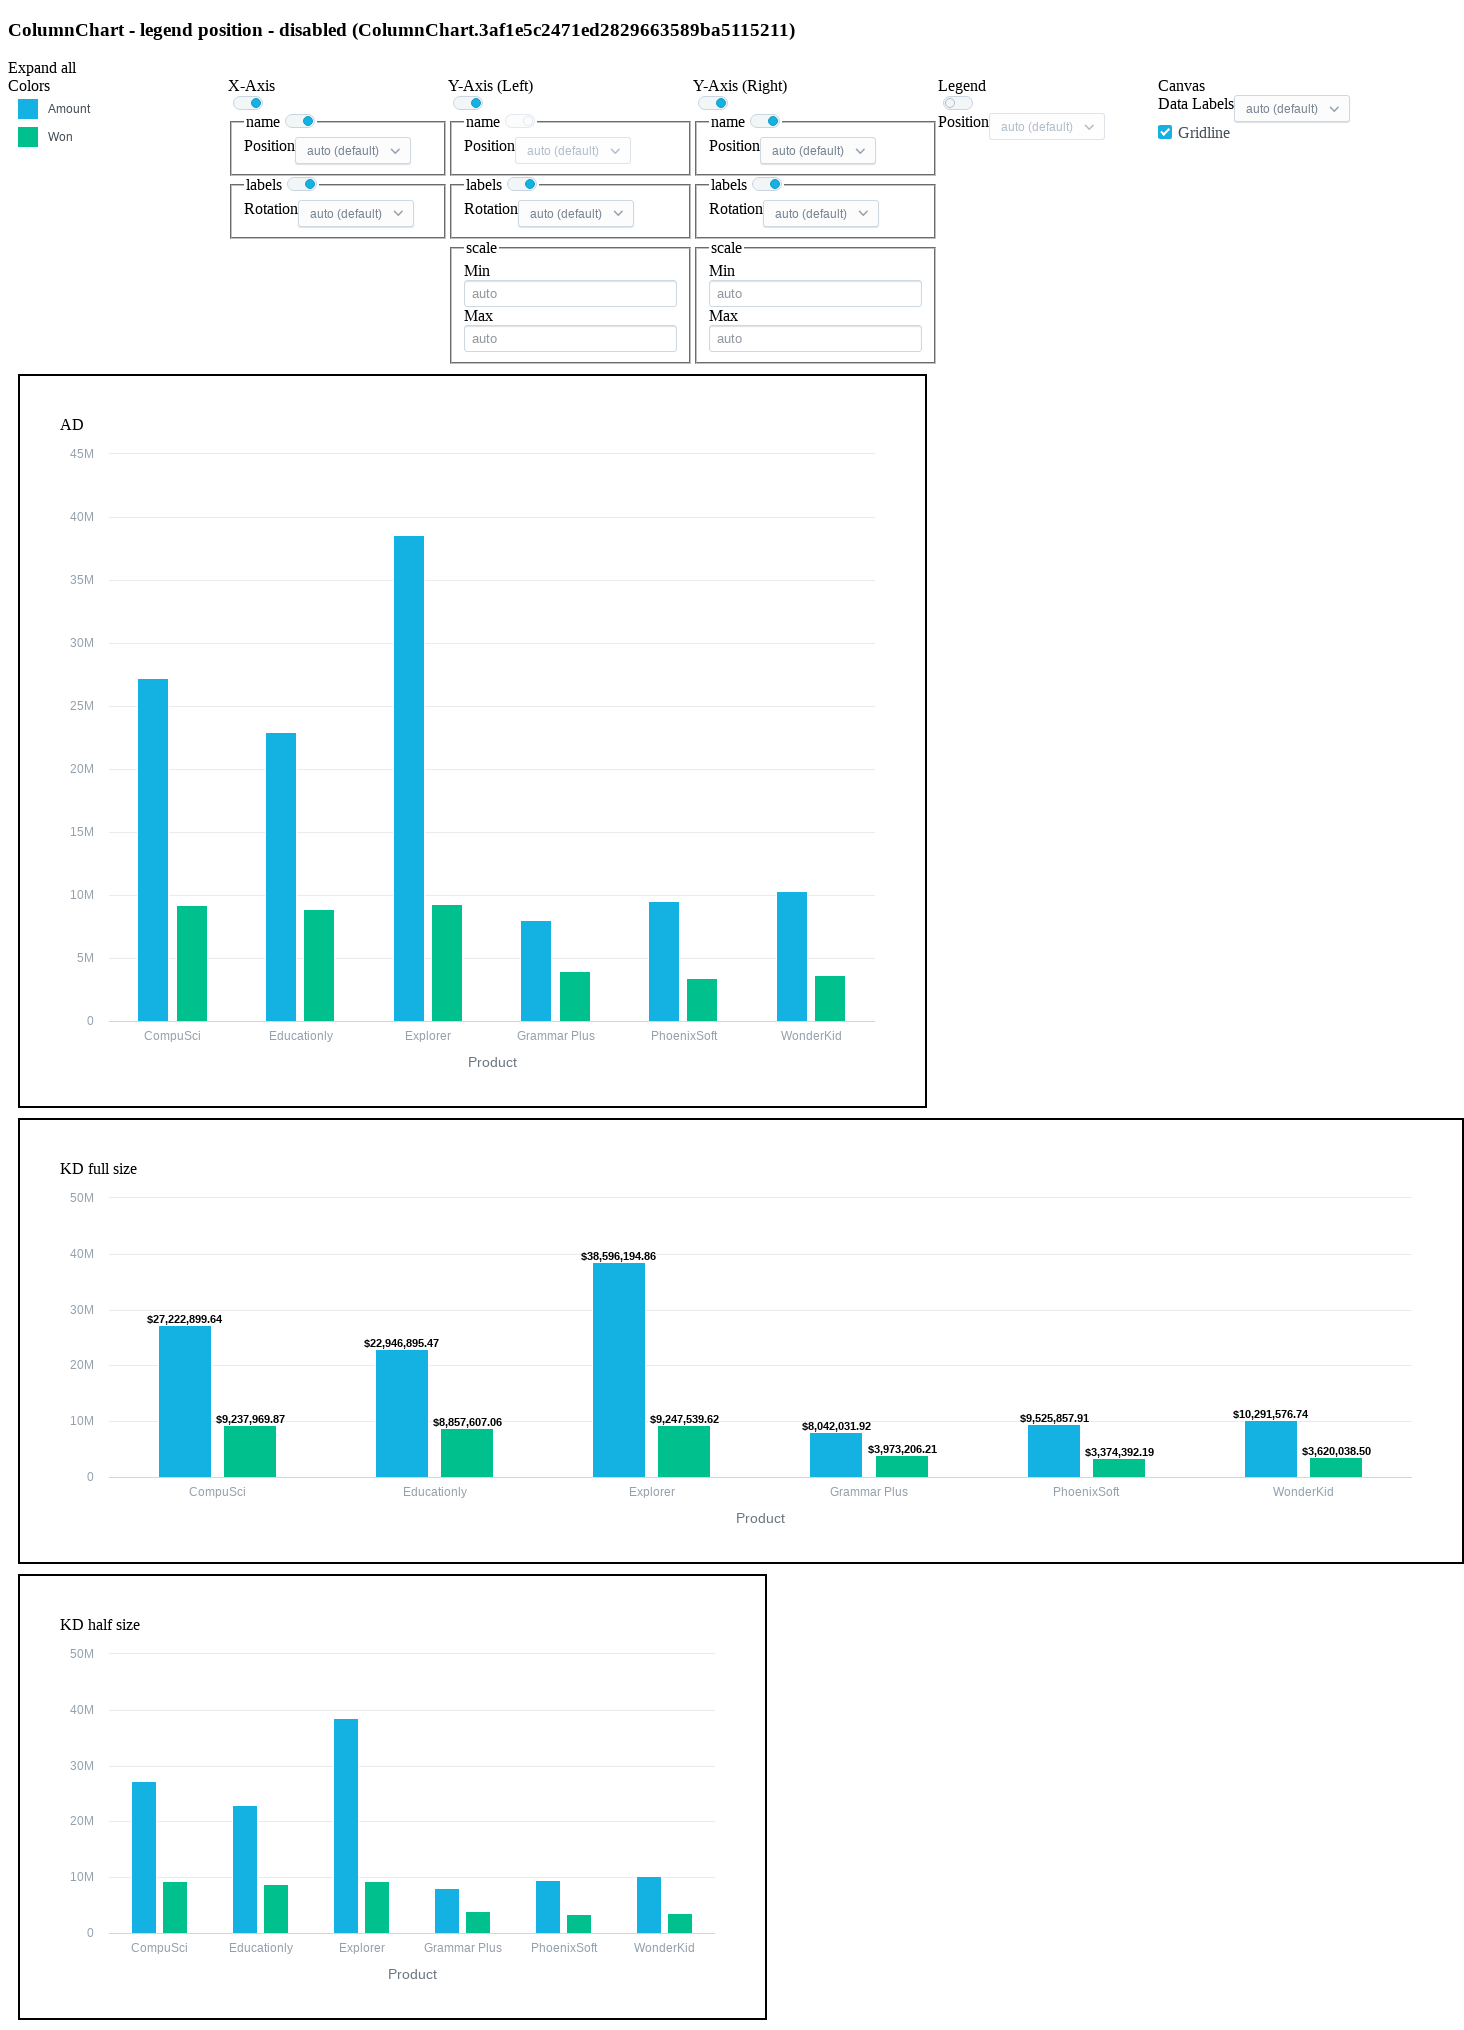 ColumnChart - legend position - disabled (ColumnChart.3af1e5c2471ed2829663589ba5115211)
Expand all
Colors
Amount
Won
X-Axis
name
Position auto (default)
labels
Rotation auto (default)
Y-Axis (Left)
name
Position auto (default)
labels
Rotation auto (default)
scale
Min
auto
Max
auto
Y-Axis (Right)
name
Position auto (default)
labels
Rotation auto (default)
scale
Min
auto
Max
auto
Legend
Position auto (default)
Canvas
Data Labels auto (default)
Gridline
AD
45M
40M
35M
30M
25M
20M
15M
10M
5M
0
CompuSci Educationly Explorer Grammar Plus PhoenixSoft WonderKid
Product
KD full size
50M
40M
30M
20M
10M
0
$27,222,899.64
$9,237,969.87
$22,946,895.47
$8,857,607.06
$38,596,194.86
$9,247,539.62
$8,042,031.92
$3,973,206.21
$9,525,857.91
$3,374,392.19
$10,291,576.74
$3,620,038.50
CompuSci Educationly Explorer Grammar Plus PhoenixSoft WonderKid
Product
KD half size
50M
40M
30M
20M
10M
0
CompuSci Educationly Explorer Grammar Plus PhoenixSoft WonderKid
Product